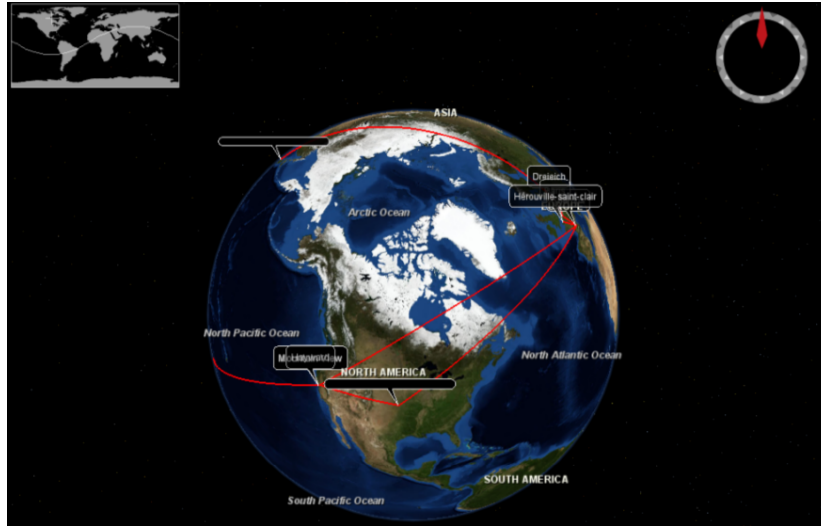 ASIA
Dreieich
Hérouville-saint-clair
Arctic Ocean
North Pacific Ocean
North Atlantic Ocean
NORTH AMERICA
SOUTH AMERICA
South Pacific Ocean